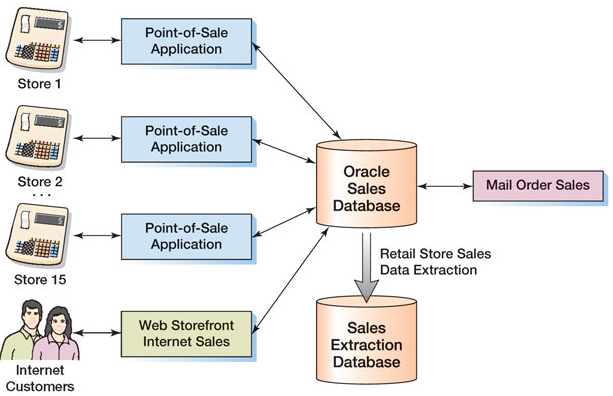 Point-of-Sale
Application
Store 1
Point-of-Sale
Application
Store 2
...
Point-of-Sale
Application
Store 15
Oracle
Sales
Database
Mail Order Sales
Retail Store Sales
Data Extraction
Web Storefront
Internet Sales
Internet
Customers
Sales
Extraction
Database